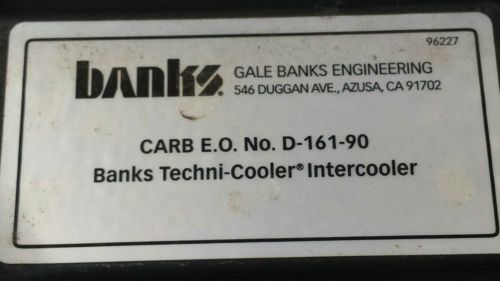 96227
banks. GALE BANKS ENGINEERING
546 DUGGAN AVE., AZUSA, CA 91702
CARB E.O. No. D-161-90
Banks Techni-Cooler® Intercooler